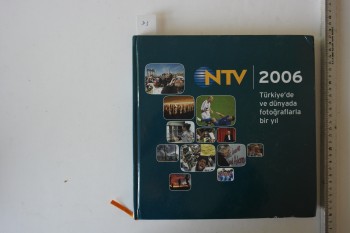 NTV
2006
Türkiye'de
ve dünyada
fotoğraflarla
bir yıl